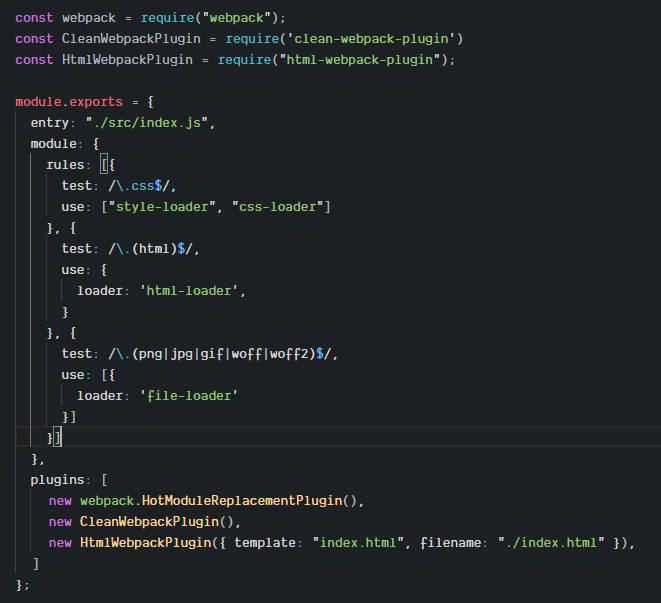 const webpack = require("webpack");
const CleanWebpackPlugin = require('clean-webpack-plugin')
const HtmlWebpackPlugin = require("html-webpack-plugin");

module.exports = {
  entry: "./src/index.js",
  module: {
    rules: [{
      test: /\.css$/,
      use: ["style-loader", "css-loader"]
    }, {
      test: /\.(html)$/,
      use: {
        loader: 'html-loader',
      }
    }, {
      test: /\.(png|jpg|gif|woff|woff2)$/,
      use: [{
        loader: 'file-loader'
      }]
    }]
  },
  plugins: [
    new webpack.HotModuleReplacementPlugin(),
    new CleanWebpackPlugin(),
    new HtmlWebpackPlugin({ template: "index.html", filename: "./index.html" }),
  ]
};